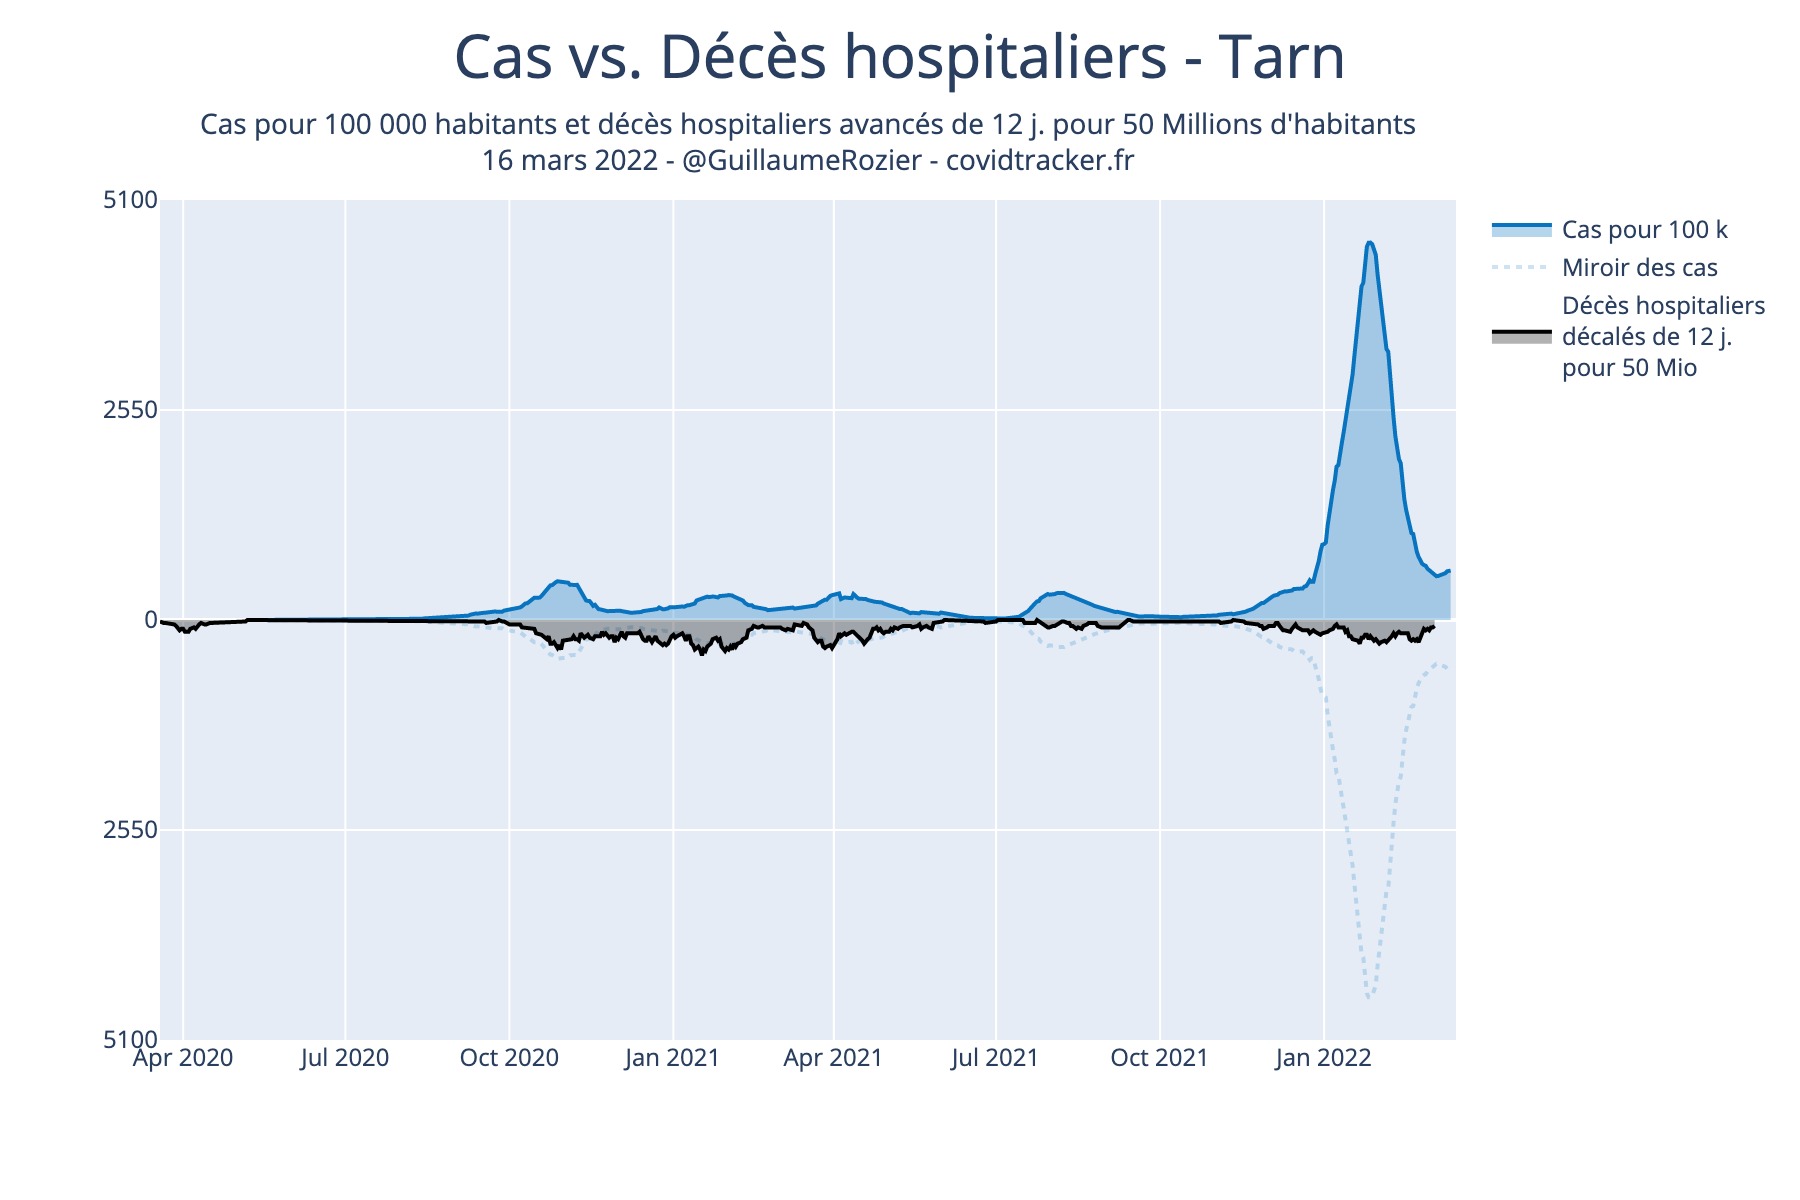 Cas vs. Décès hospitaliers - Tarn
Cas pour 100 000 habitants et décès hospitaliers avancés de 12 j. pour 50 Millions d'habitants
16 mars 2022 - @GuillaumeRozier - covidtracker.fr
5100
2550
0
2550
5100
Apr 2020
Jul 2020
Oct 2020
Jan 2021
Apr 2021
Jul 2021
Oct 2021
Jan 2022
Cas pour 100 k
Miroir des cas
Décès hospitaliers
décalés de 12 j.
pour 50 Mio